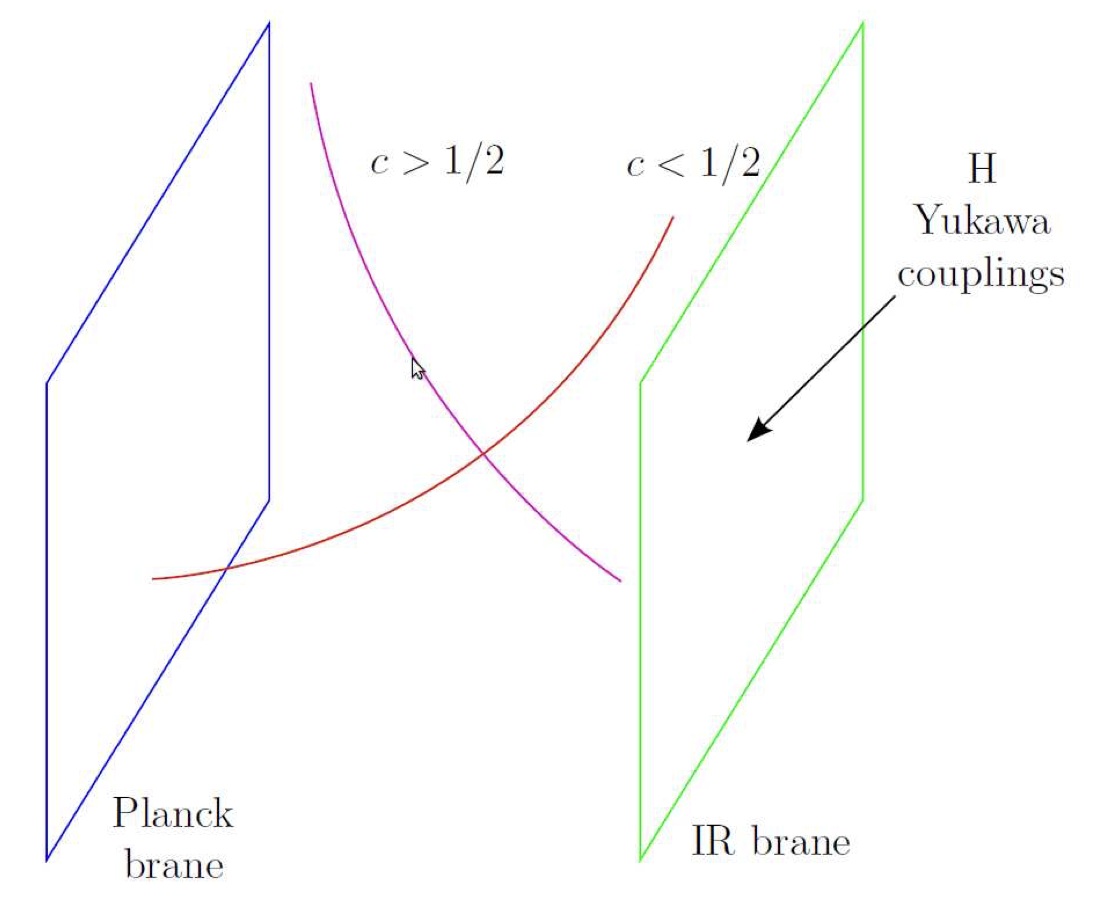 c > 1/2
c < 1/2
H
Yukawa
couplings
Planck
brane
IR brane